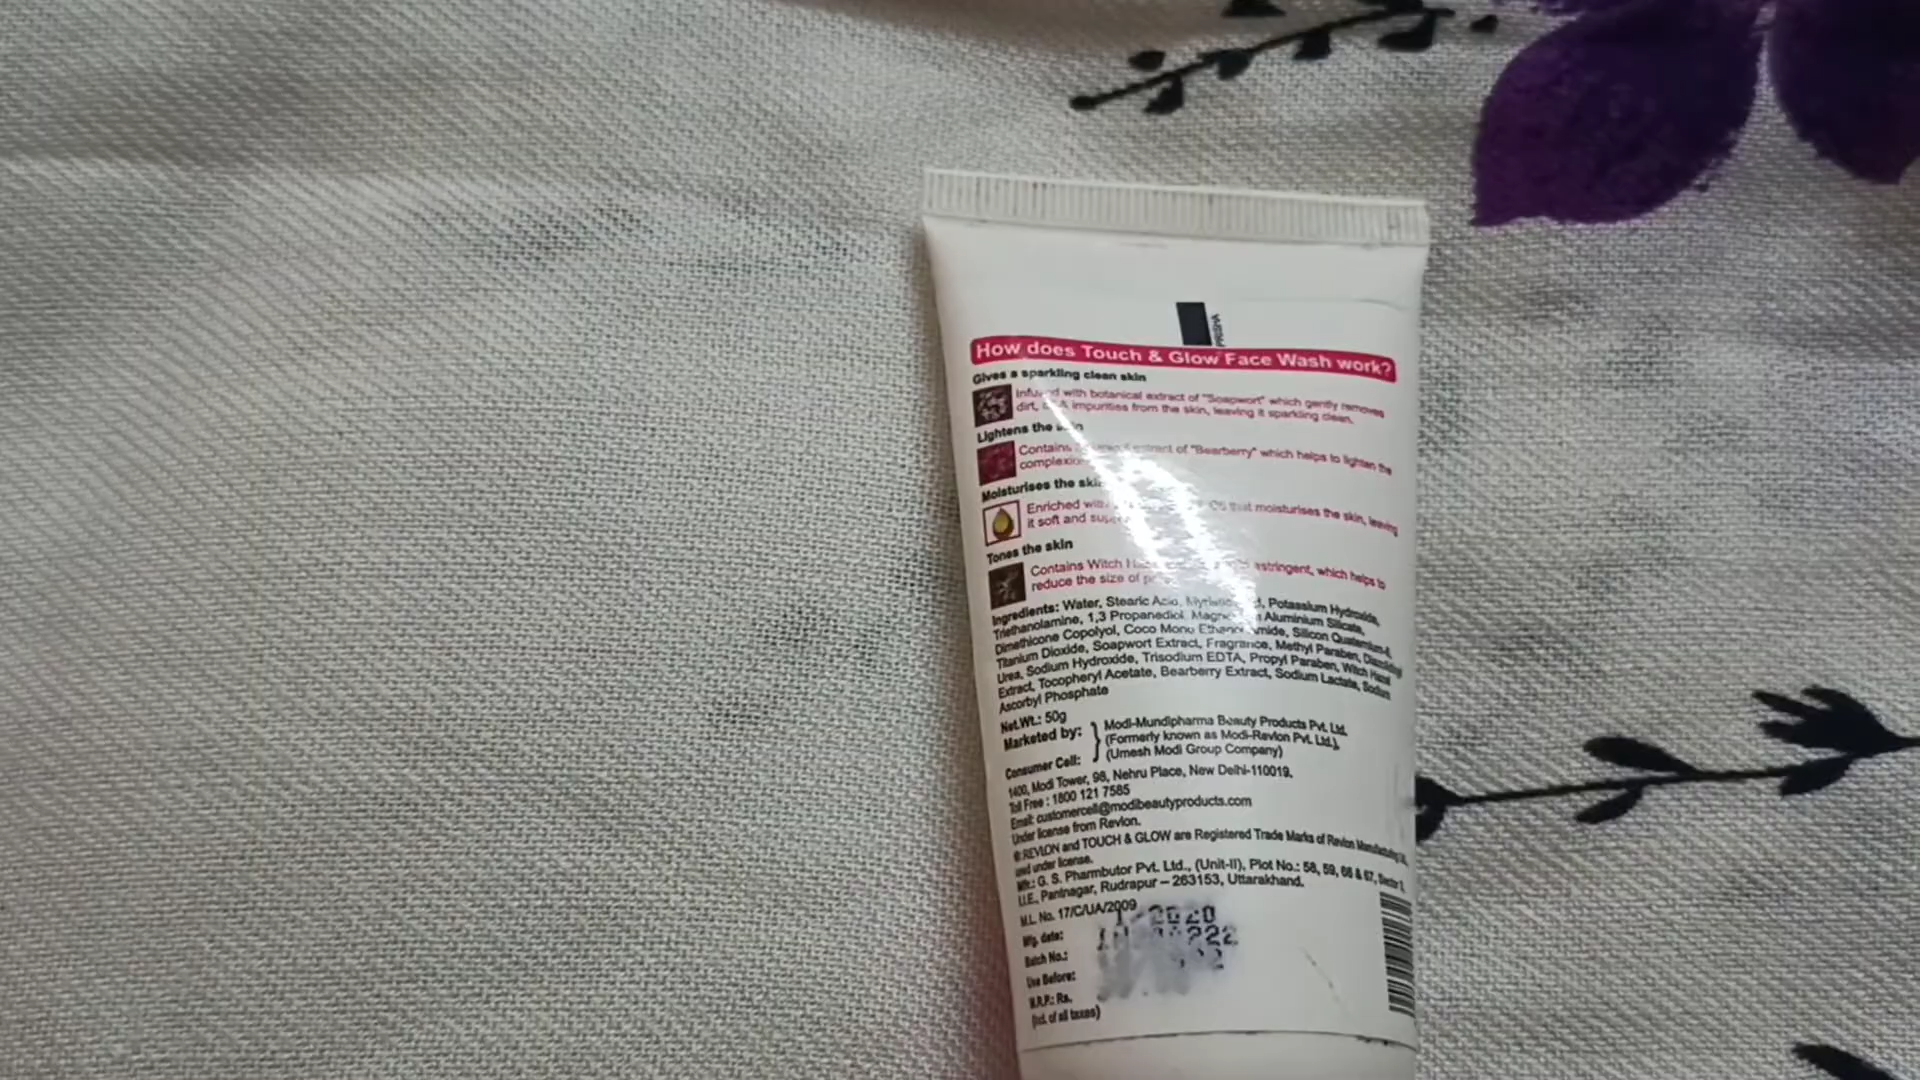 PRISHA
How does Touch & Glow Face Wash work?
Gives a sparkling clean skin
with botanical extract of "Soapwort" which gently removes
dirt, & impurities from the skin, leaving it sparkling clean.
Lightens the
Contains extract of "Bearberry" which helps to lighten the
Moisturises the skin
Enriched that moisturises the skin, leaving
it soft and
Tones the skin
Contains Witch which helps to
reduce the size of
Ingredients: Water, Stearic Acid, Potassium Hydroxide,
Triethanolamine, 1,3 Propanediol, Aluminium Silicate,
Dimethicone Copolyol, Coco Mono Silicon
Titanium Dioxide, Soapwort Extract, Fragrance, Methyl Paraben,
Urea, Sodium Hydroxide, Trisodium EDTA, Propyl Paraben, Witch Hazel
Extract, Tocopheryl Acetate, Bearberry Extract, Sodium Lactate, Sodium
Ascorbyl Phosphate
Net.Wt.: 50g
Marketed by: } Modi-Mundipharma Beauty Products Pvt. Ltd.
(Formerly known as Modi-Revlon Pvt. Ltd.),
(Umesh Modi Group Company)
Consumer Cell:
1400, Modi Tower, 98, Nehru Place, New Delhi-110019.
Toll Free : 1800 121 7585
Email: customercell@modibeautyproducts.com
Under license from Revlon.
® REVLON and TOUCH & GLOW are Registered Trade Marks of Revlon
used under license.
Mfr.: G. S. Pharmbutor Pvt. Ltd., (Unit-II), Plot No.: 58, 59, 66 & 67,
I.I.E., Pantnagar, Rudrapur – 263153, Uttarakhand.
M.L. No. 17/C/UA/2009
Mfg. date: 2020
Batch No.:
Use Before:
M.R.P.: Rs.
(Incl. of all taxes)